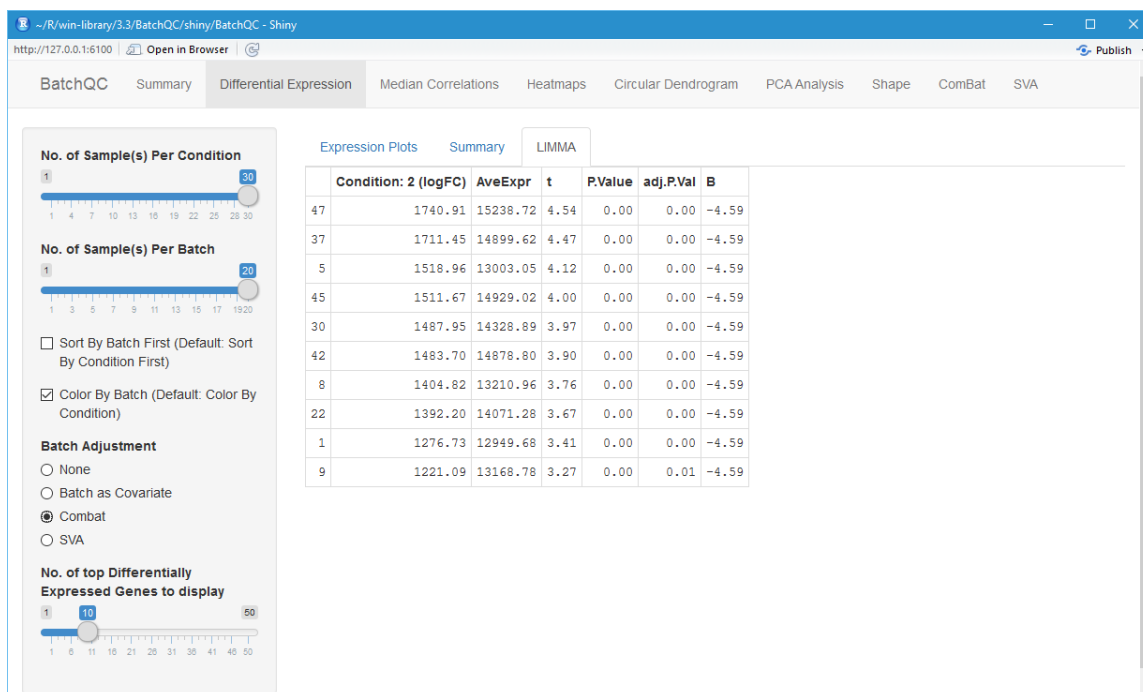 ~/R/win-library/3.3/BatchQC/shiny/BatchQC - Shiny
http://127.0.0.1:6100 Open in Browser Publish
BatchQC Summary Differential Expression Median Correlations Heatmaps Circular Dendrogram PCA Analysis Shape ComBat SVA
No. of Sample(s) Per Condition
1 30
1 4 7 10 13 16 19 22 25 28 30
No. of Sample(s) Per Batch
1 20
1 3 5 7 9 11 13 15 17 1920
Sort By Batch First (Default: Sort
By Condition First)
Color By Batch (Default: Color By
Condition)
Batch Adjustment
None
Batch as Covariate
Combat
SVA
No. of top Differentially
Expressed Genes to display
1 10 50
1 6 11 16 21 26 31 36 41 46 50
Expression Plots Summary LIMMA
Condition: 2 (logFC) AveExpr t P.Value adj.P.Val B
47 1740.91 15238.72 4.54 0.00 0.00 -4.59
37 1711.45 14899.62 4.47 0.00 0.00 -4.59
5 1518.96 13003.05 4.12 0.00 0.00 -4.59
45 1511.67 14929.02 4.00 0.00 0.00 -4.59
30 1487.95 14328.89 3.97 0.00 0.00 -4.59
42 1483.70 14878.80 3.90 0.00 0.00 -4.59
8 1404.82 13210.96 3.76 0.00 0.00 -4.59
22 1392.20 14071.28 3.67 0.00 0.00 -4.59
1 1276.73 12949.68 3.41 0.00 0.00 -4.59
9 1221.09 13168.78 3.27 0.00 0.01 -4.59